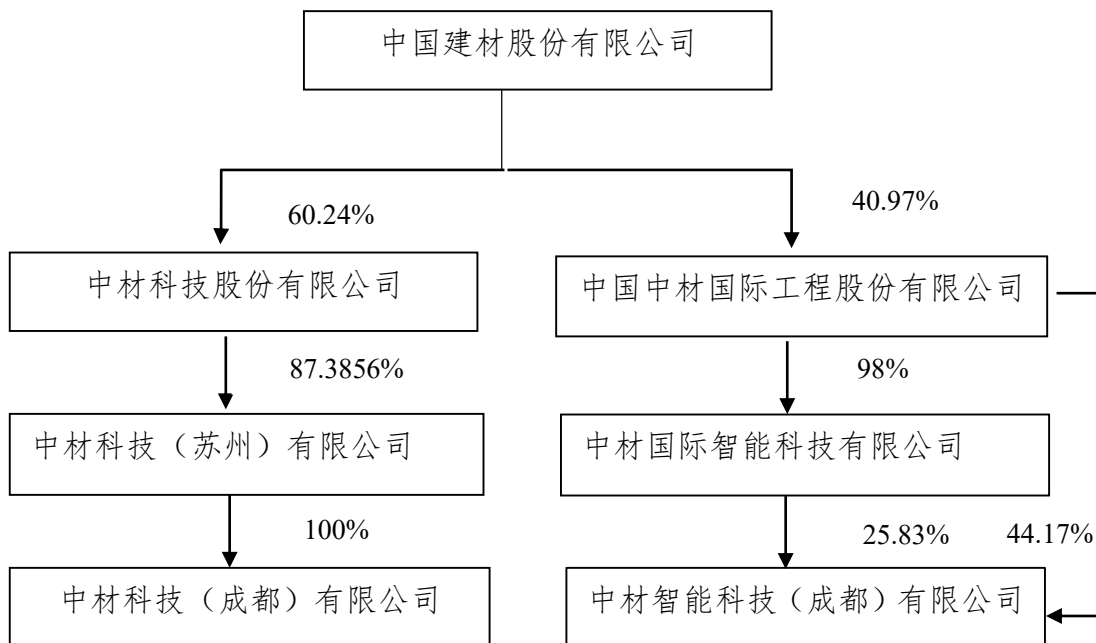 中国建材股份有限公司
60.24%
40.97%
中材科技股份有限公司
中国中材国际工程股份有限公司
87.3856%
98%
中材科技（苏州）有限公司
中材国际智能科技有限公司
100%
25.83%
44.17%
中材科技（成都）有限公司
中材智能科技（成都）有限公司